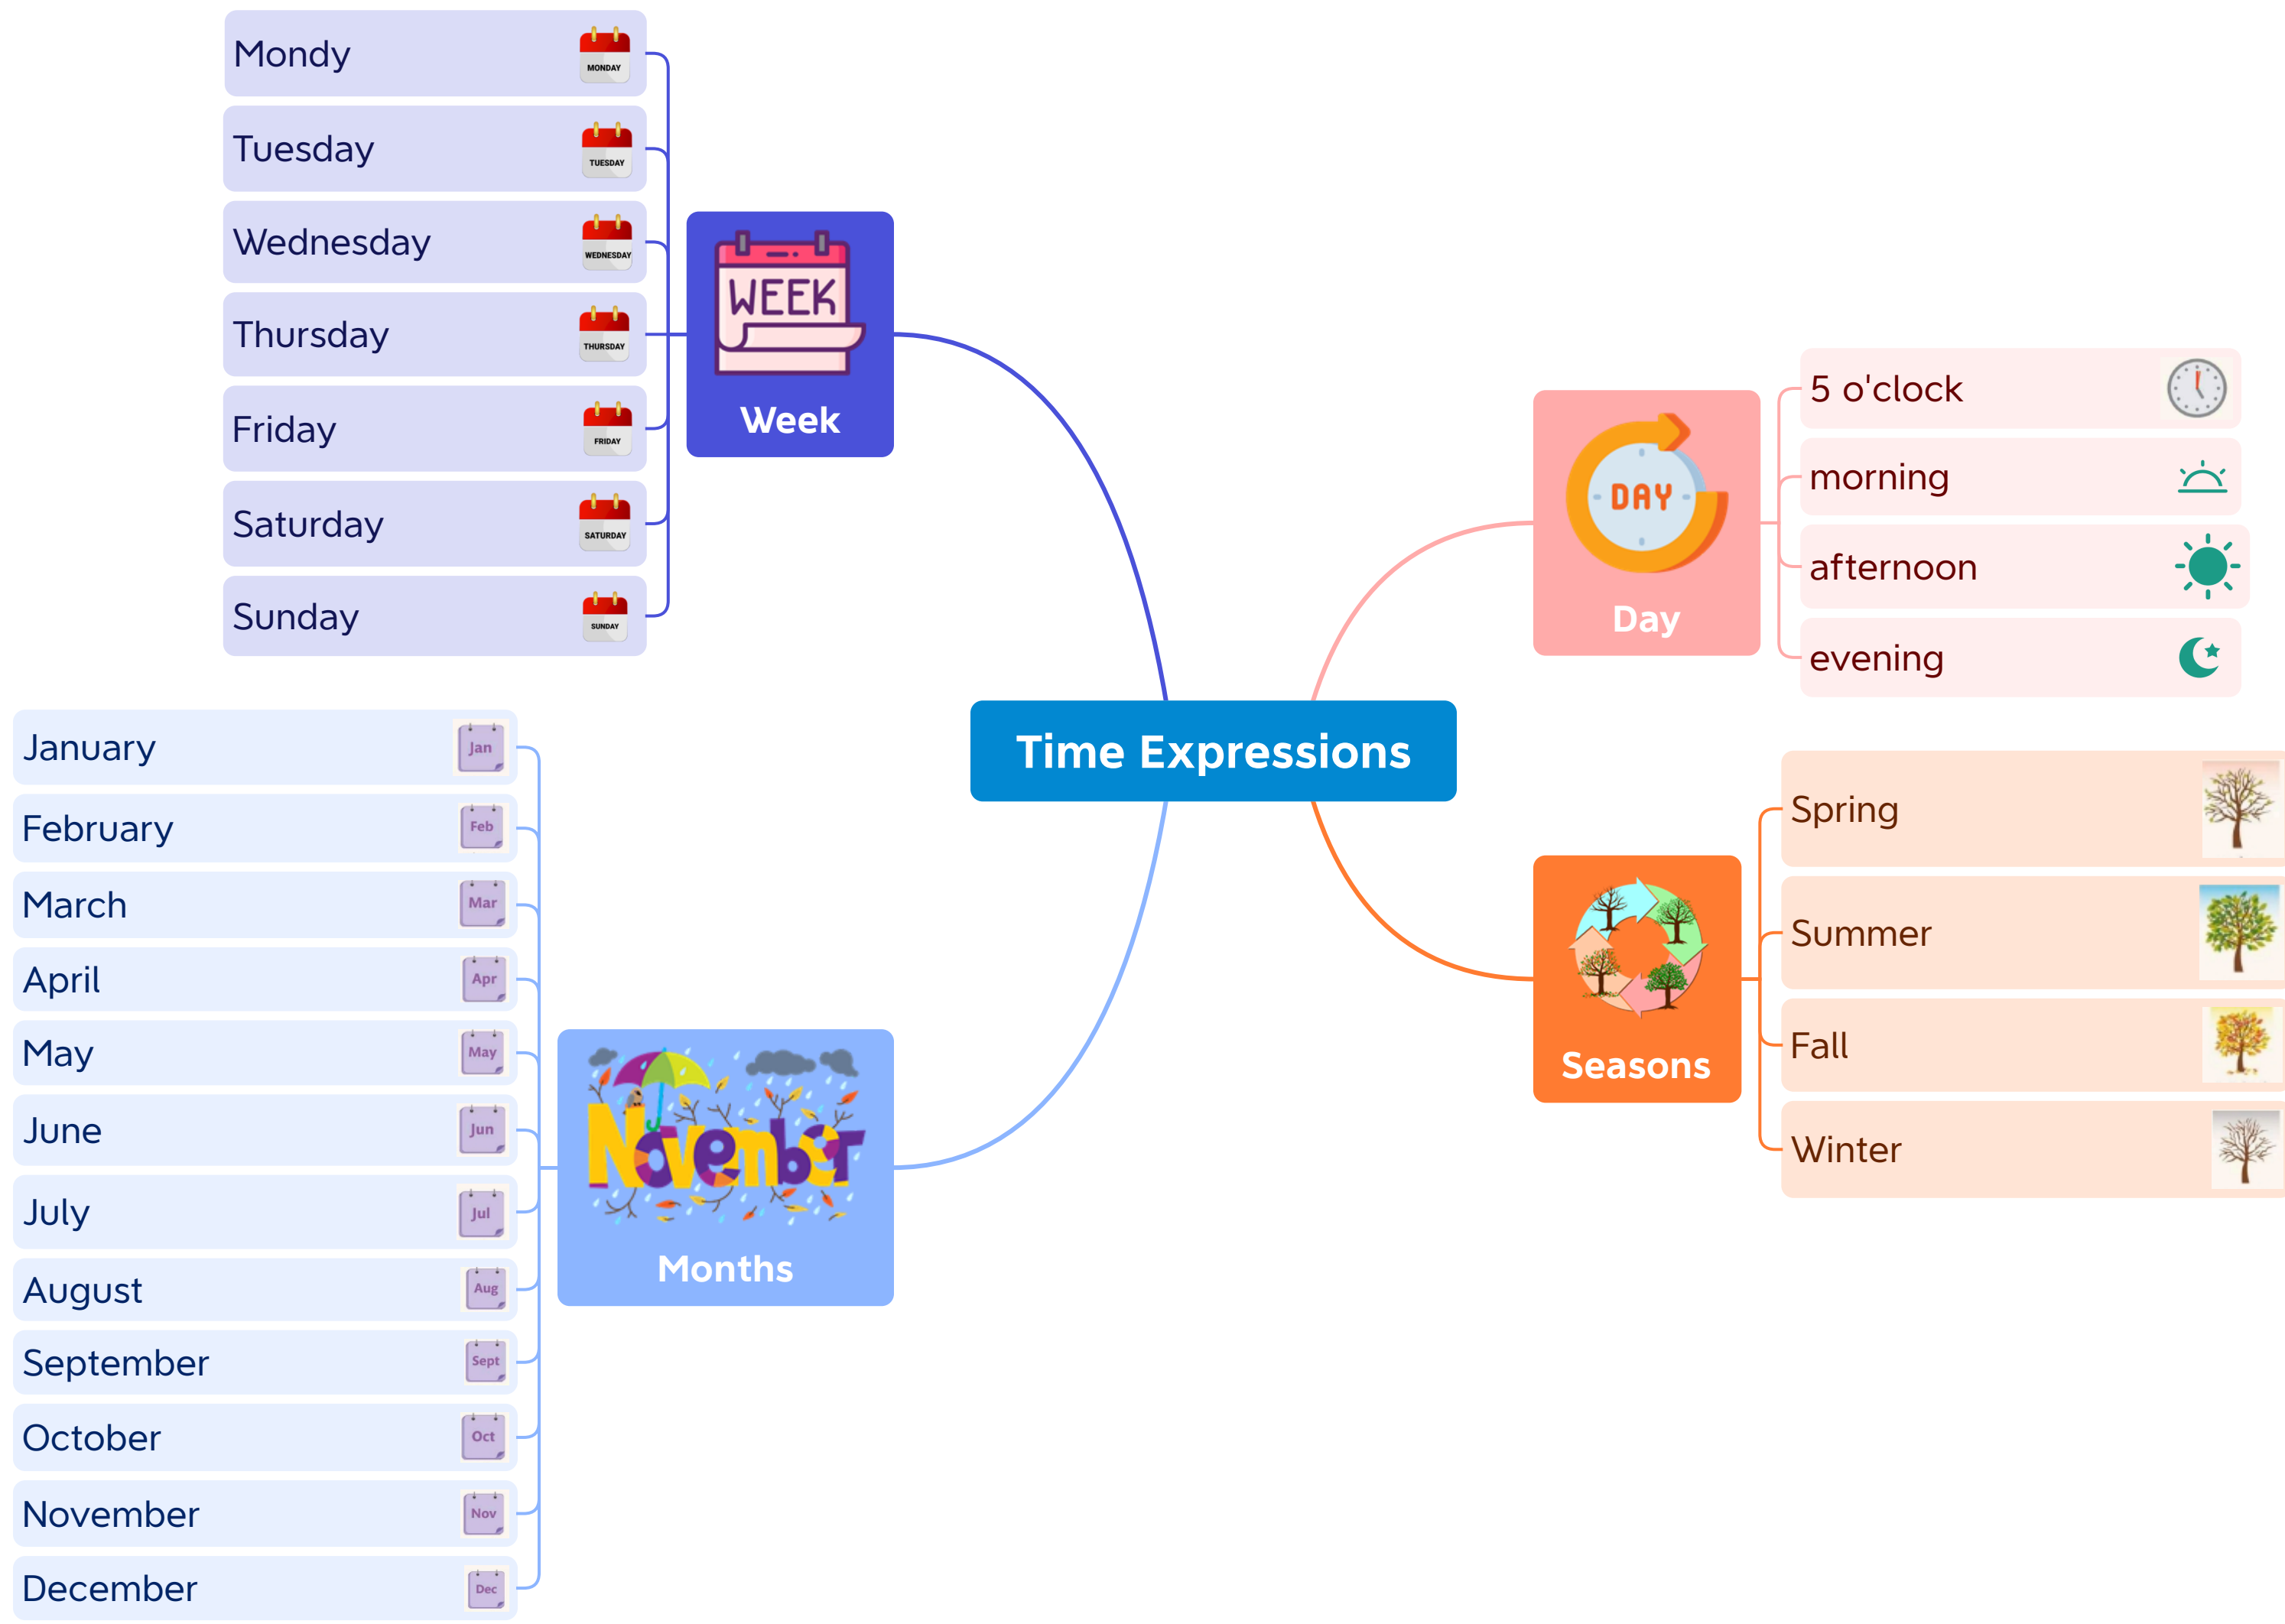 Time Expressions
WEEK
Week
Mondy
MONDAY
Tuesday
TUESDAY
Wednesday
WEDNESDAY
Thursday
THURSDAY
Friday
FRIDAY
Saturday
SATURDAY
Sunday
SUNDAY
DAY
Day
5 o'clock
morning
afternoon
evening
November
Months
January
Jan
February
Feb
March
Mar
April
Apr
May
May
June
Jun
July
Jul
August
Aug
September
Sept
October
Oct
November
Nov
December
Dec
Seasons
Spring
Summer
Fall
Winter